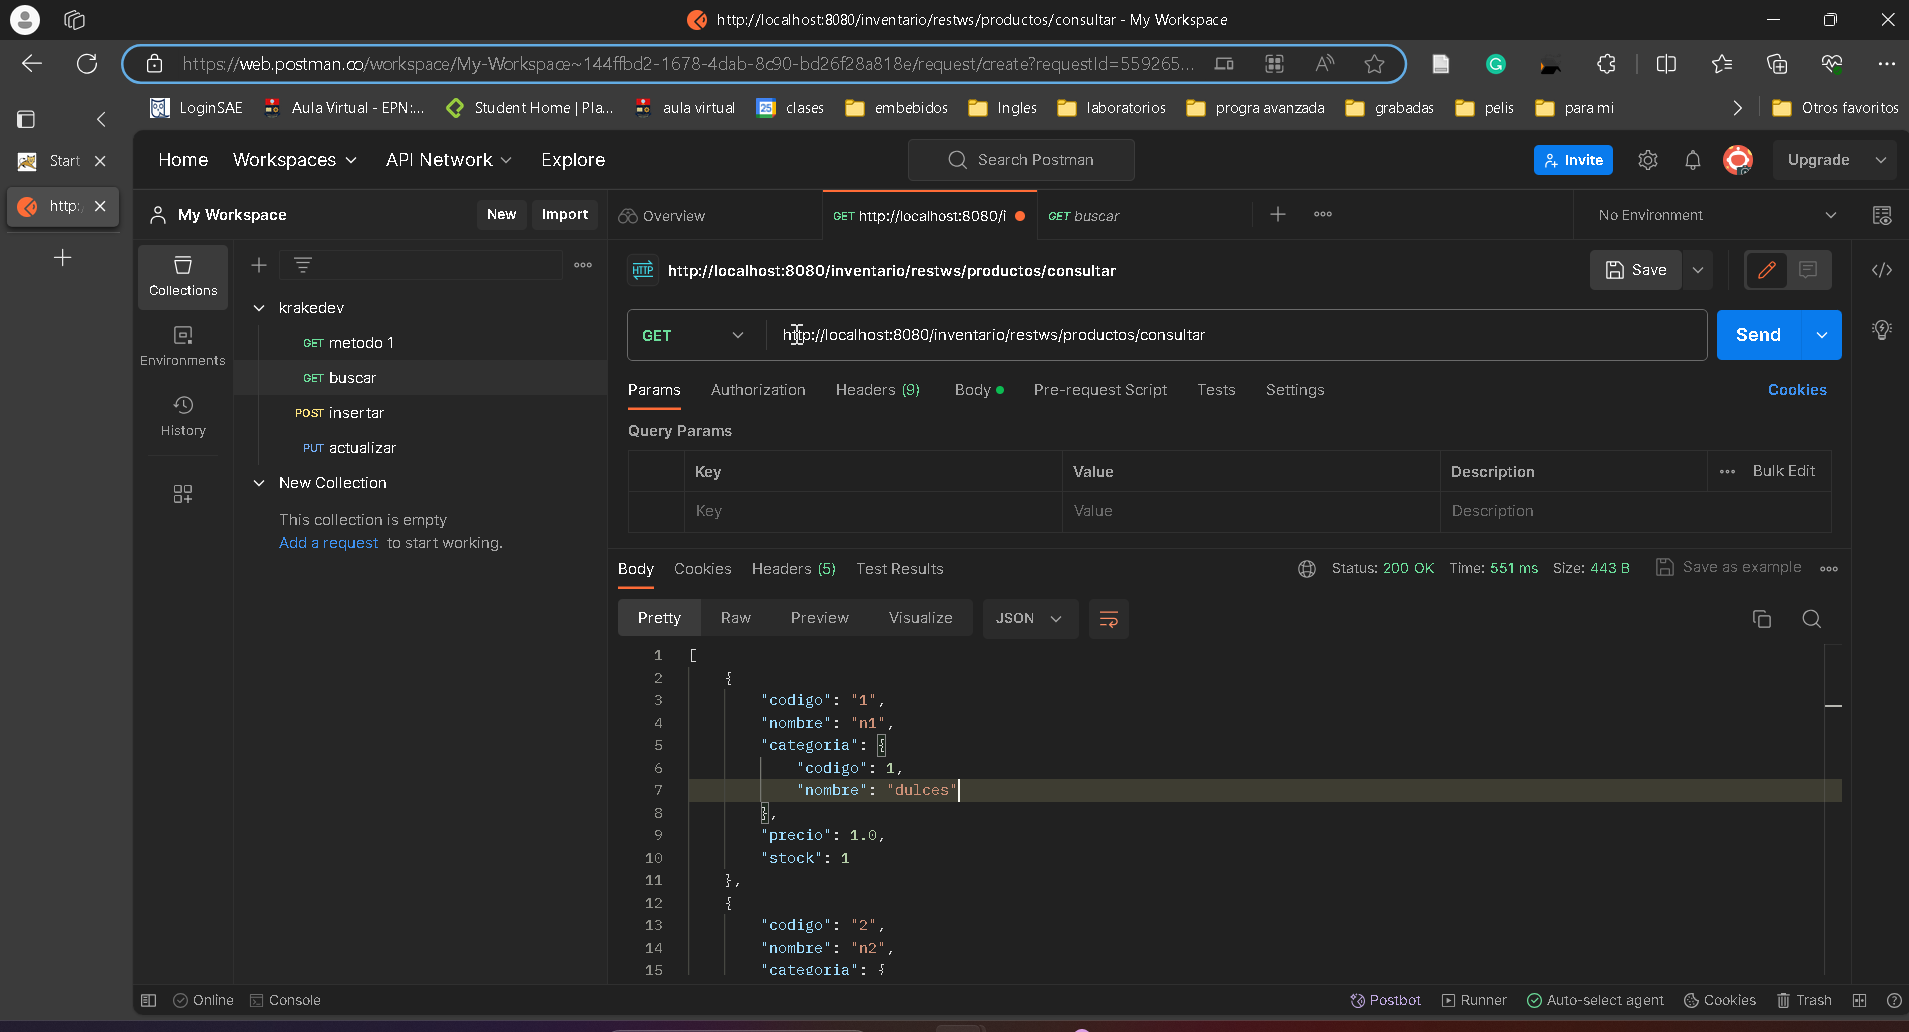 http://localhost:8080/inventario/restws/productos/consultar - My Workspace
https://web.postman.co/workspace/My-Workspace~144ffbd2-1678-4dab-8c90-bd26f28a818e/request/create?requestId=559265...
LoginSAE
Aula Virtual - EPN:...
Student Home | Pla...
aula virtual
25
clases
embebidos
Ingles
laboratorios
progra avanzada
grabadas
pelis
para mi
Otros favoritos
Start
http:
Home
Workspaces
API Network
Explore
Search Postman
Invite
Upgrade
My Workspace
New
Import
Overview
GET http://localhost:8080/i
GET buscar
No Environment
Collections
Environments
History
krakedev
GET metodo 1
GET buscar
POST insertar
PUT actualizar
New Collection
This collection is empty
Add a request to start working.
HTTP
http://localhost:8080/inventario/restws/productos/consultar
Save
GET
http://localhost:8080/inventario/restws/productos/consultar
Send
Params
Authorization
Headers (9)
Body
Pre-request Script
Tests
Settings
Cookies
Query Params
Key
Value
Description
Bulk Edit
Key
Value
Description
Body
Cookies
Headers (5)
Test Results
Status: 200 OK
Time: 551 ms
Size: 443 B
Save as example
Pretty
Raw
Preview
Visualize
JSON
1 [
2 {
3 "codigo": "1",
4 "nombre": "n1",
5 "categoria": {
6 "codigo": 1,
7 "nombre": "dulces"
8 },
9 "precio": 1.0,
10 "stock": 1
11 },
12 {
13 "codigo": "2",
14 "nombre": "n2",
15 "categoria": {
Online
Console
Postbot
Runner
Auto-select agent
Cookies
Trash